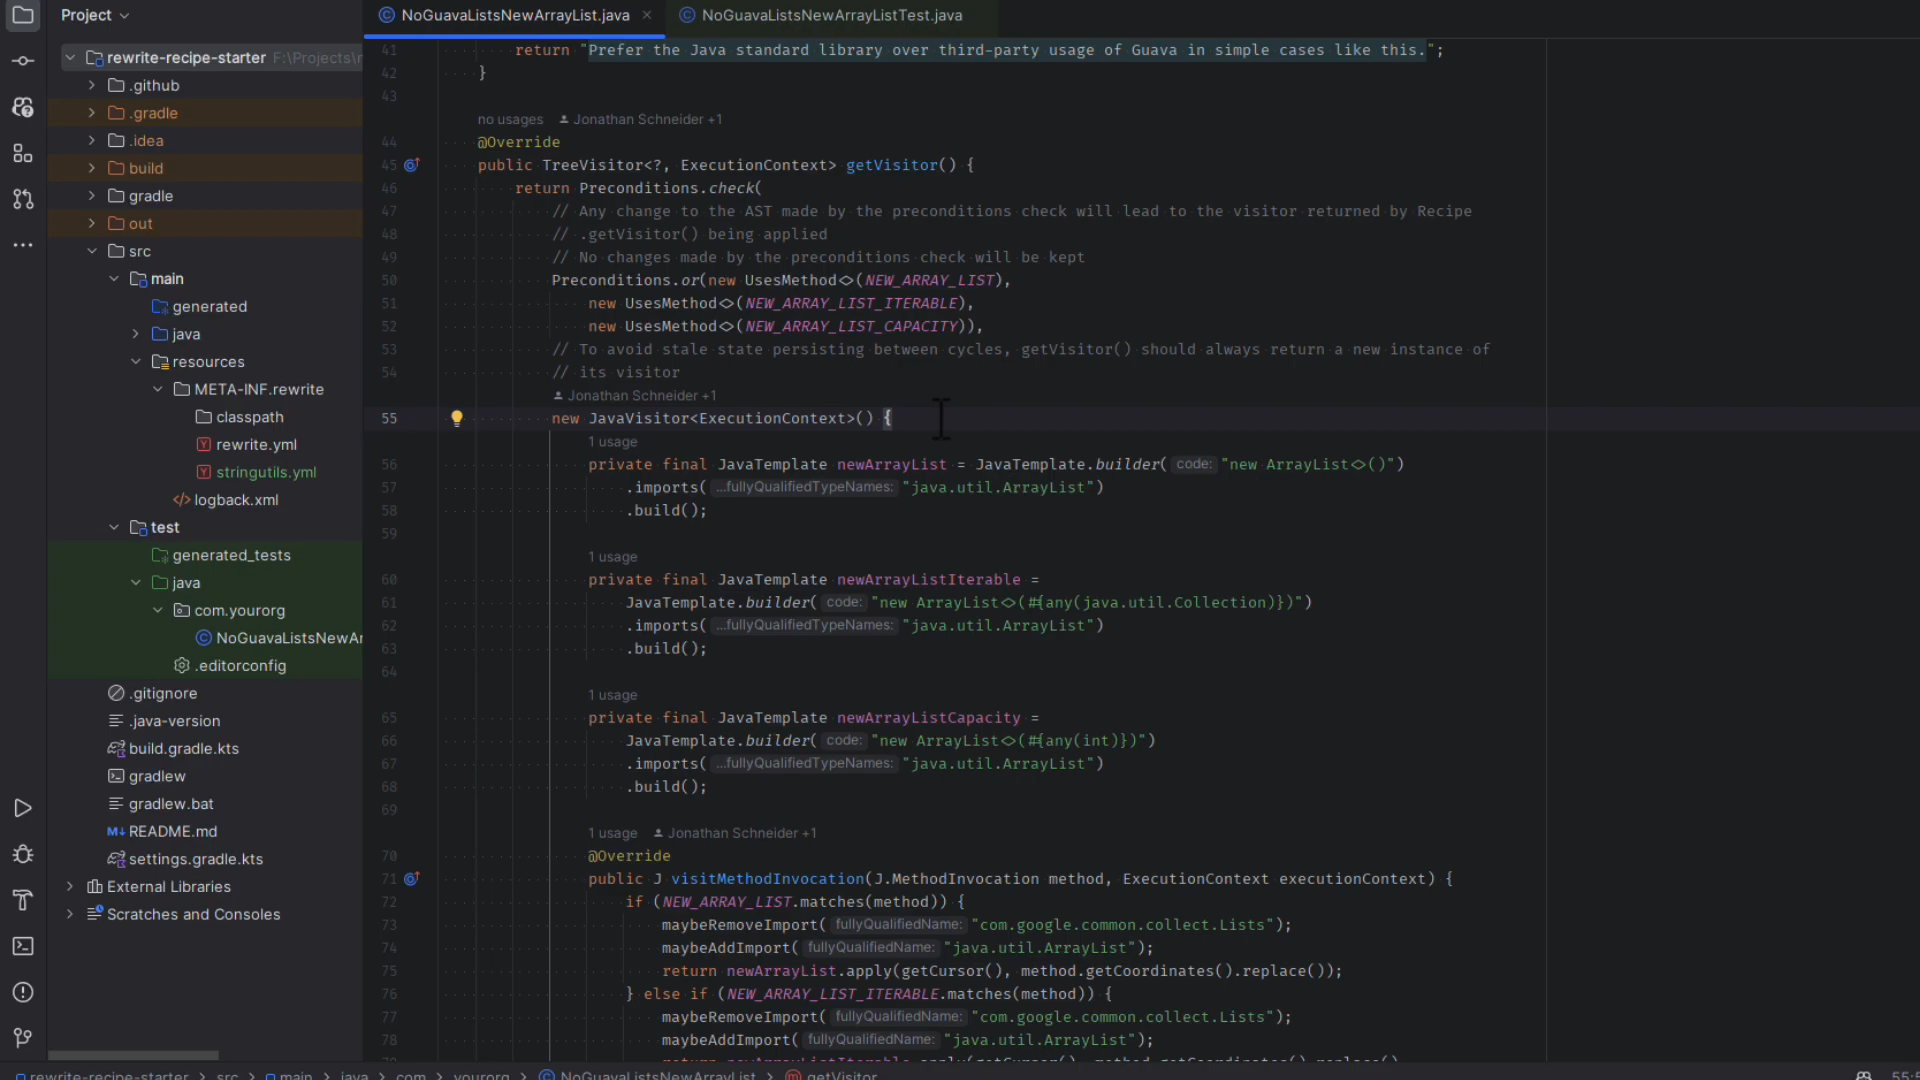 Project
rewrite-recipe-starter F:\Projects\r
.github
.gradle
.idea
build
gradle
out
src
main
generated
java
resources
META-INF.rewrite
classpath
rewrite.yml
stringutils.yml
logback.xml
test
generated_tests
java
com.yourorg
NoGuavaListsNewAr
.editorconfig
.gitignore
.java-version
build.gradle.kts
gradlew
gradlew.bat
README.md
settings.gradle.kts
External Libraries
Scratches and Consoles
NoGuavaListsNewArrayList.java
NoGuavaListsNewArrayListTest.java
41 return "Prefer the Java standard library over third-party usage of Guava in simple cases like this.";
42 }
43
no usages Jonathan Schneider +1
44 @Override
45 public TreeVisitor<?, ExecutionContext> getVisitor() {
46 return Preconditions.check(
47 // Any change to the AST made by the preconditions check will lead to the visitor returned by Recipe
48 // .getVisitor() being applied
49 // No changes made by the preconditions check will be kept
50 Preconditions.or(new UsesMethod<>(NEW_ARRAY_LIST),
51 new UsesMethod<>(NEW_ARRAY_LIST_ITERABLE),
52 new UsesMethod<>(NEW_ARRAY_LIST_CAPACITY)),
53 // To avoid stale state persisting between cycles, getVisitor() should always return a new instance of
54 // its visitor
Jonathan Schneider +1
55 new JavaVisitor<ExecutionContext>() {
1 usage
56 private final JavaTemplate newArrayList = JavaTemplate.builder( code: "new ArrayList<>()")
57 .imports( ...fullyQualifiedTypeNames: "java.util.ArrayList")
58 .build();
59
1 usage
60 private final JavaTemplate newArrayListIterable =
61 JavaTemplate.builder( code: "new ArrayList<>(#{any(java.util.Collection)})")
62 .imports( ...fullyQualifiedTypeNames: "java.util.ArrayList")
63 .build();
64
1 usage
65 private final JavaTemplate newArrayListCapacity =
66 JavaTemplate.builder( code: "new ArrayList<>(#{any(int)})")
67 .imports( ...fullyQualifiedTypeNames: "java.util.ArrayList")
68 .build();
69
1 usage Jonathan Schneider +1
70 @Override
71 public J visitMethodInvocation(J.MethodInvocation method, ExecutionContext executionContext) {
72 if (NEW_ARRAY_LIST.matches(method)) {
73 maybeRemoveImport( fullyQualifiedName: "com.google.common.collect.Lists");
74 maybeAddImport( fullyQualifiedName: "java.util.ArrayList");
75 return newArrayList.apply(getCursor(), method.getCoordinates().replace());
76 } else if (NEW_ARRAY_LIST_ITERABLE.matches(method)) {
77 maybeRemoveImport( fullyQualifiedName: "com.google.common.collect.Lists");
78 maybeAddImport( fullyQualifiedName: "java.util.ArrayList");
rewrite-recipe-starter > src > main > java > com > yourorg > NoGuavaListsNewArrayList > getVisitor